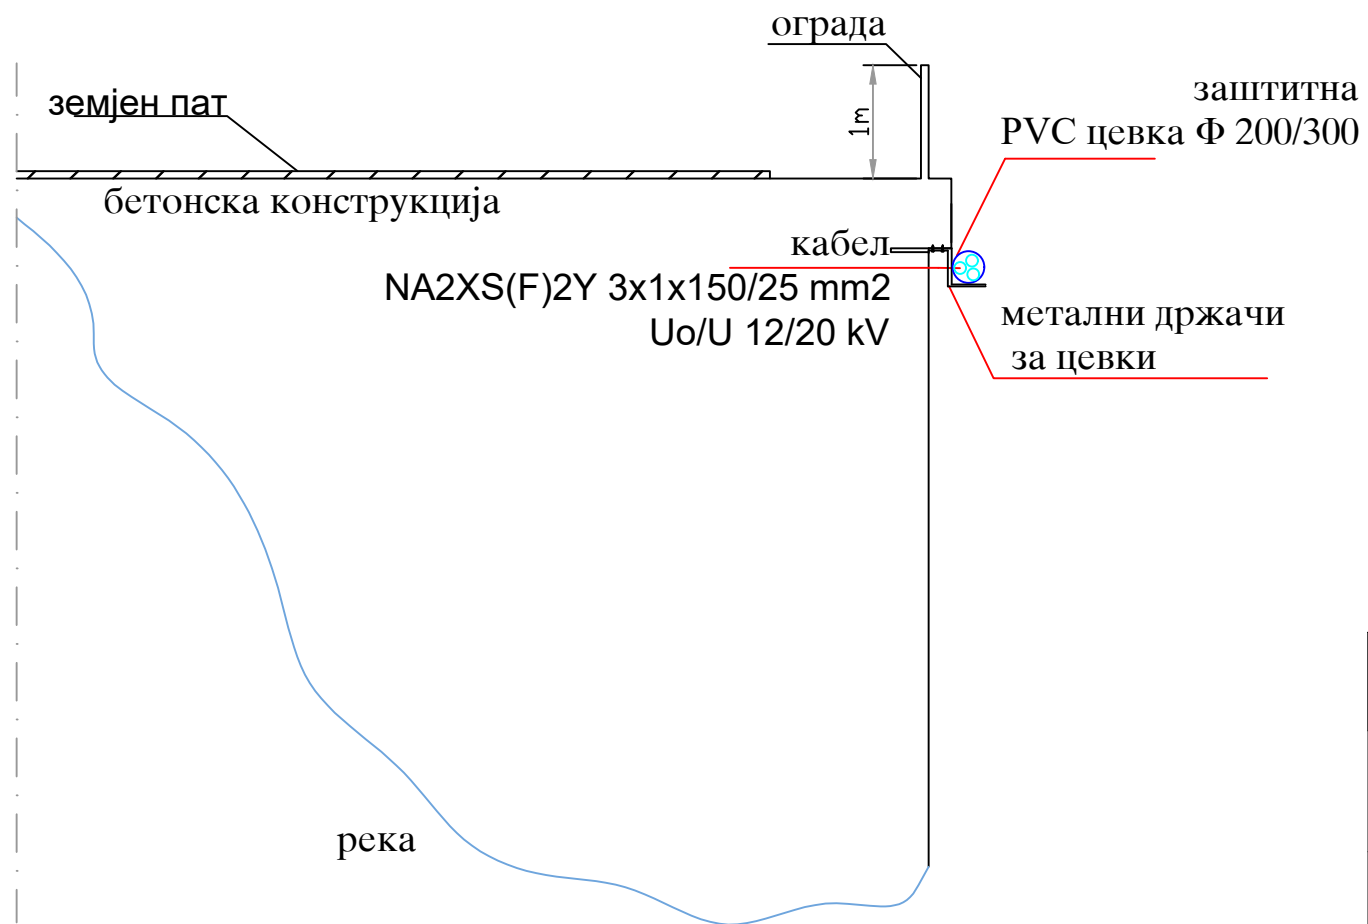 ограда
заштитна
PVC цевка Ф 200/300
земјен пат
1m
бетонска конструкција
кабел
NA2XS(F)2Y 3x1x150/25 mm2
Uo/U 12/20 kV
метални држачи
за цевки
река